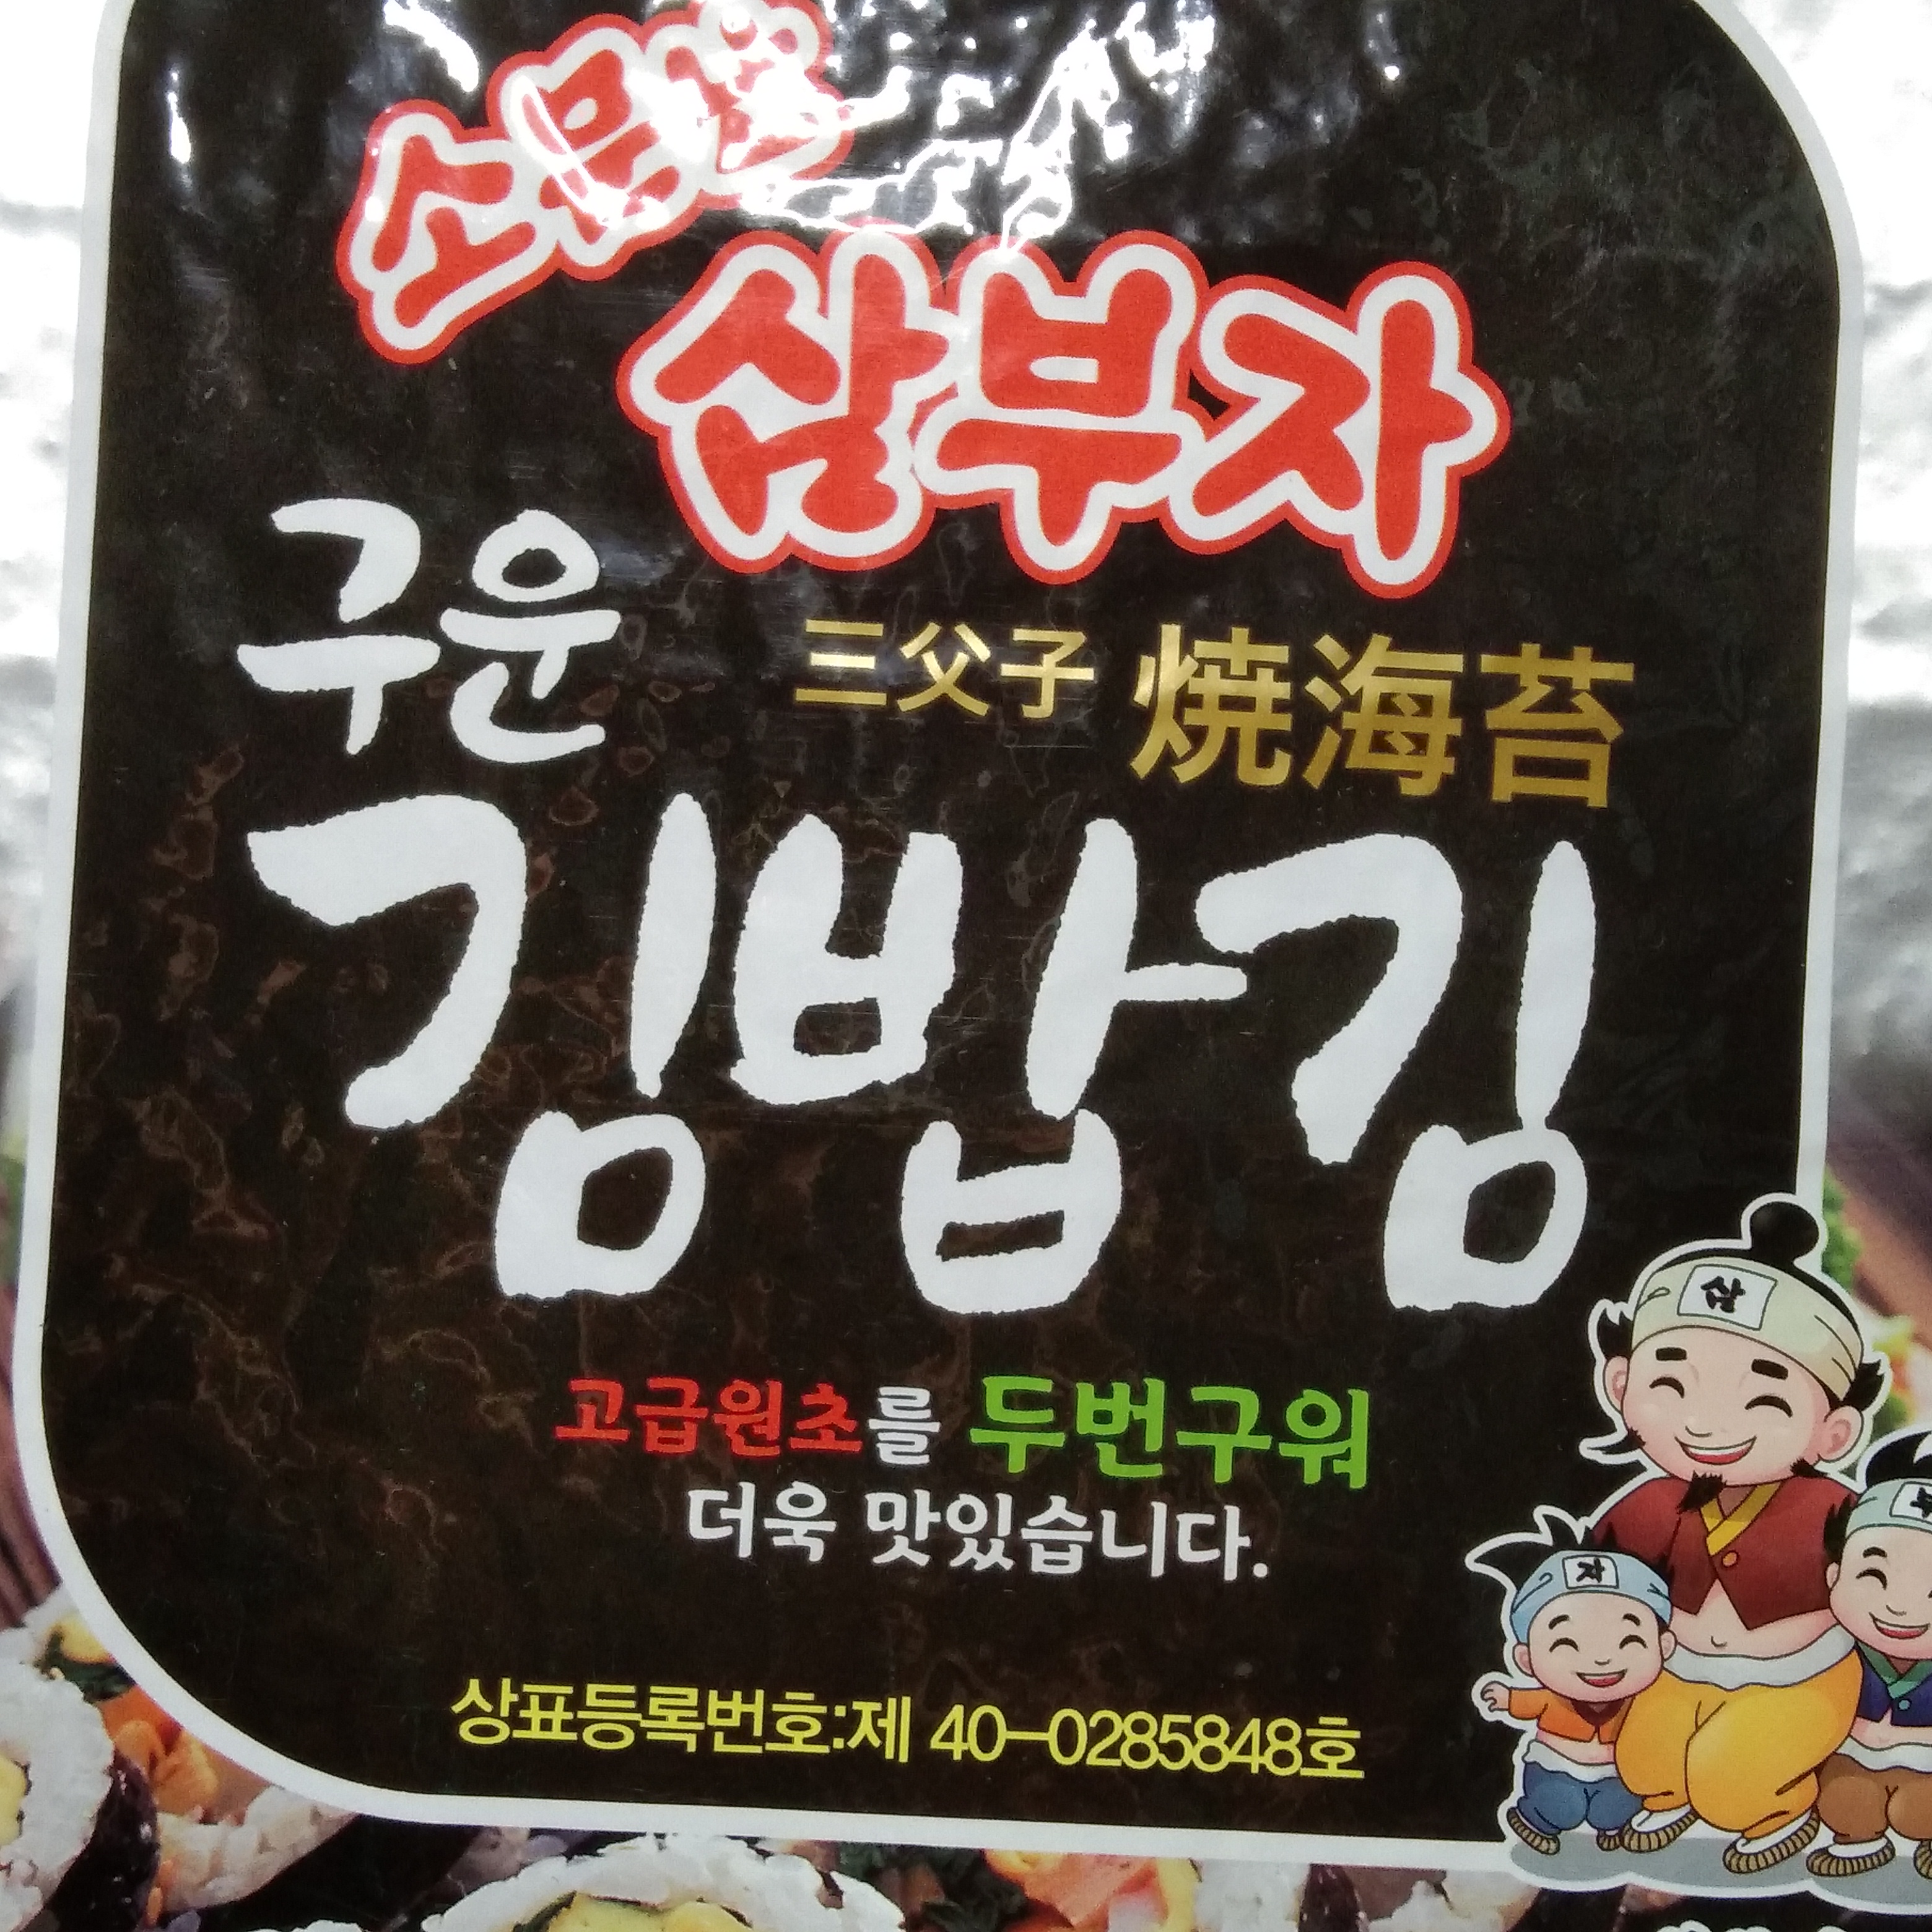 소문난
삼부자
구운
三父子 焼海苔
김밥김
고급원초를 두번구워
더욱 맛있습니다.
상표등록번호:제 40-0285848호
삼
부
자